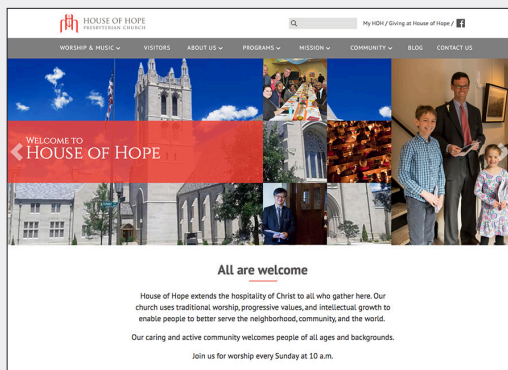 HOUSE OF HOPE
PRESBYTERIAN CHURCH
My HOH / Giving at House of Hope /
WORSHIP & MUSIC
VISITORS
ABOUT US
PROGRAMS
MISSION
COMMUNITY
BLOG
CONTACT US
WELCOME TO
HOUSE OF HOPE
All are welcome
House of Hope extends the hospitality of Christ to all who gather here. Our
church uses traditional worship, progressive values, and intellectual growth to
enable people to better serve the neighborhood, community, and the world.
Our caring and active community welcomes people of all ages and backgrounds.
Join us for worship every Sunday at 10 a.m.